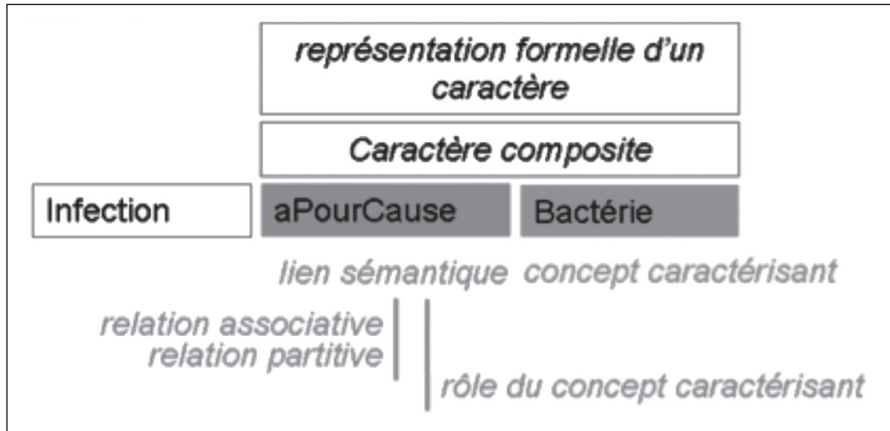 représentation formelle d'un
caractère
Caractère composite
Infection
aPourCause
Bactérie
lien sémantique
concept caractérisant
relation associative
relation partitive
rôle du concept caractérisant